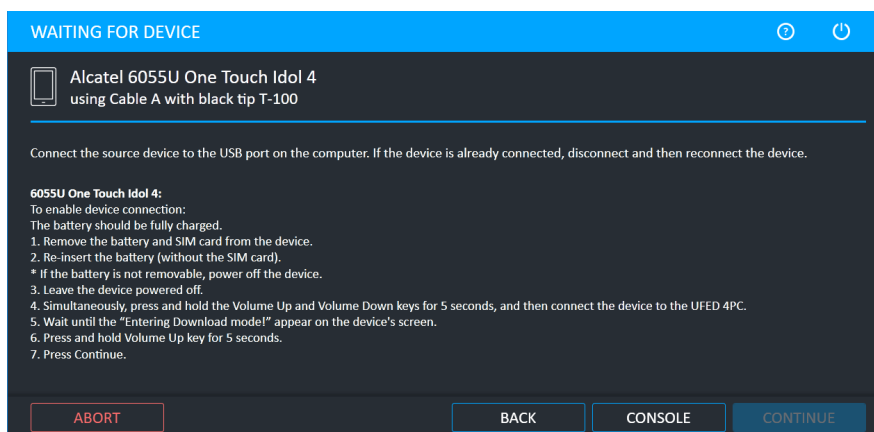 WAITING FOR DEVICE
Alcatel 6055U One Touch Idol 4
using Cable A with black tip T-100
Connect the source device to the USB port on the computer. If the device is already connected, disconnect and then reconnect the device.
6055U One Touch Idol 4:
To enable device connection:
The battery should be fully charged.
1. Remove the battery and SIM card from the device.
2. Re-insert the battery (without the SIM card).
* If the battery is not removable, power off the device.
3. Leave the device powered off.
4. Simultaneously, press and hold the Volume Up and Volume Down keys for 5 seconds, and then connect the device to the UFED 4PC.
5. Wait until the “Entering Download mode!” appear on the device's screen.
6. Press and hold Volume Up key for 5 seconds.
7. Press Continue.
ABORT BACK CONSOLE CONTINUE